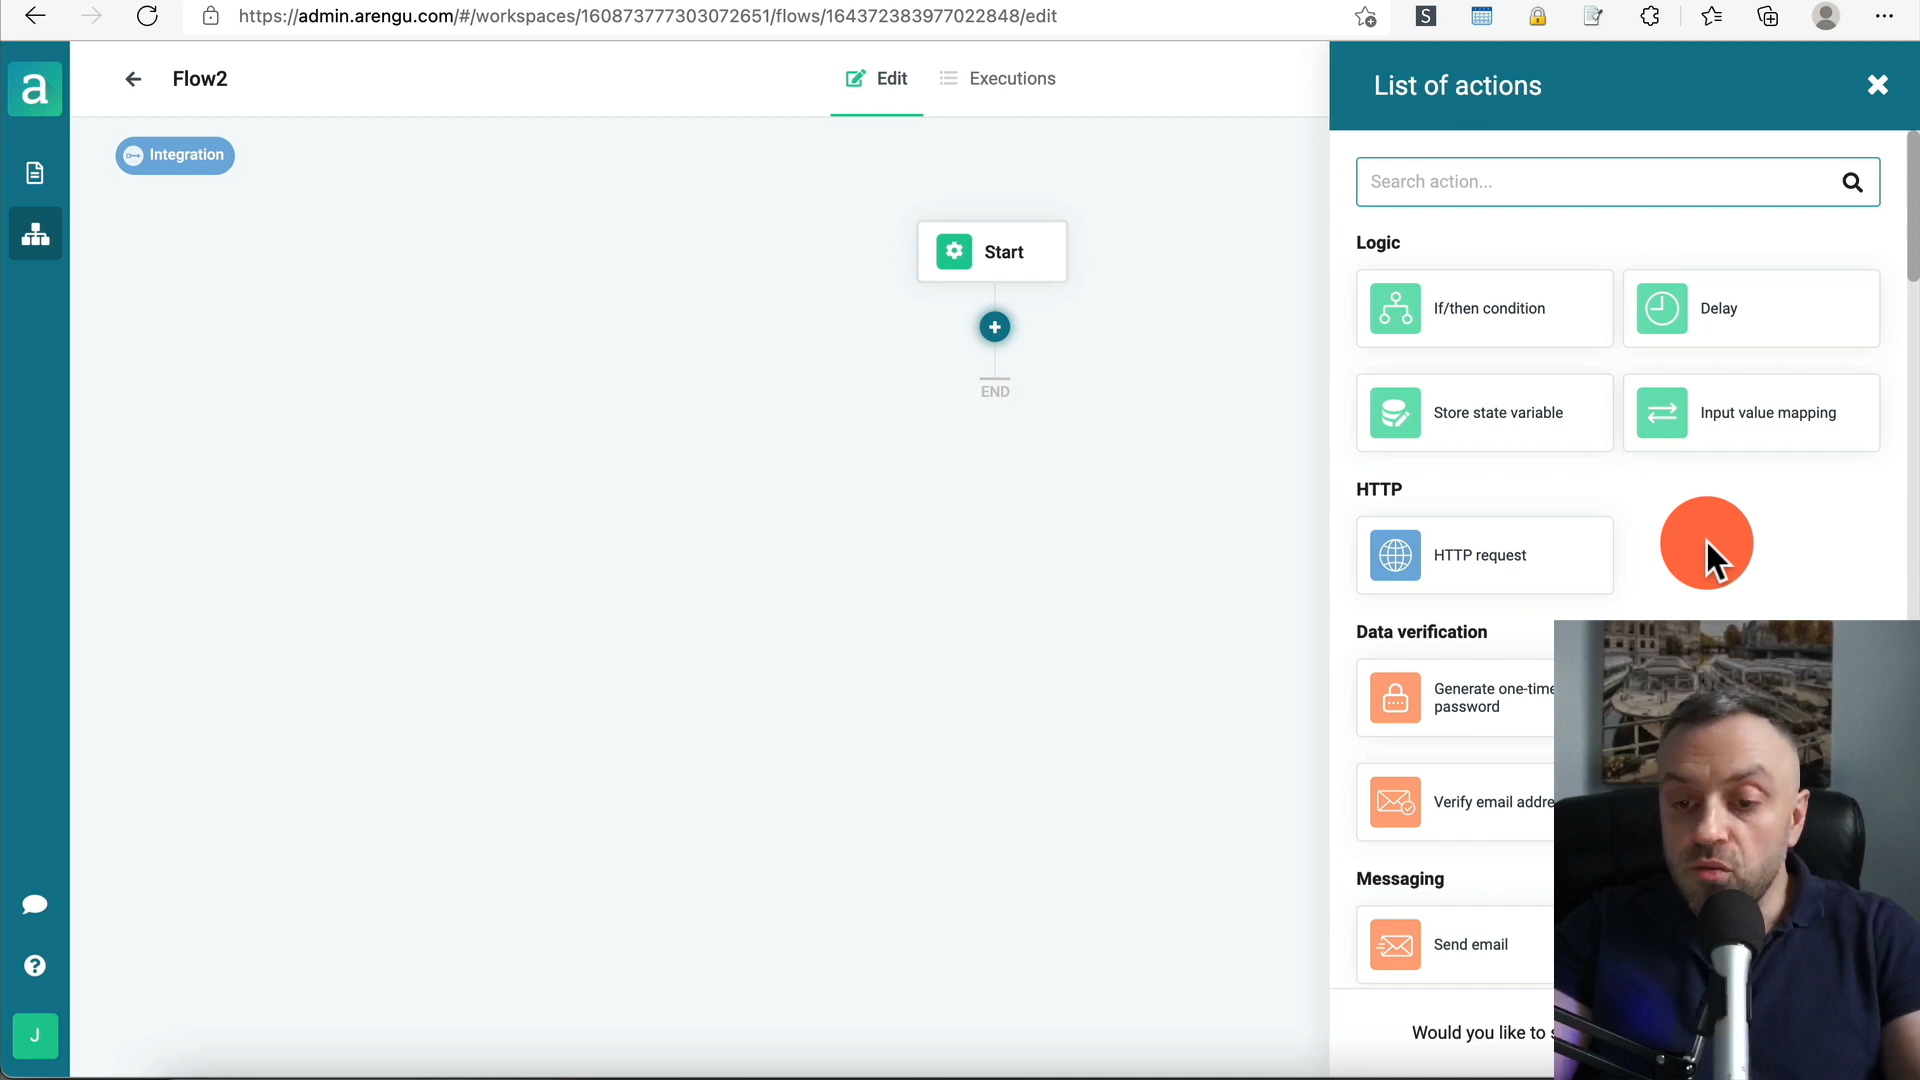 https://admin.arengu.com/#/workspaces/160873777303072651/flows/164372383977022848/edit
S
a
Flow2
Edit
Executions
List of actions
Integration
Search action...
Start
END
Logic
If/then condition
Delay
Store state variable
Input value mapping
HTTP
HTTP request
Data verification
Generate one-time
password
Verify email addre
Messaging
Send email
Would you like to s
J